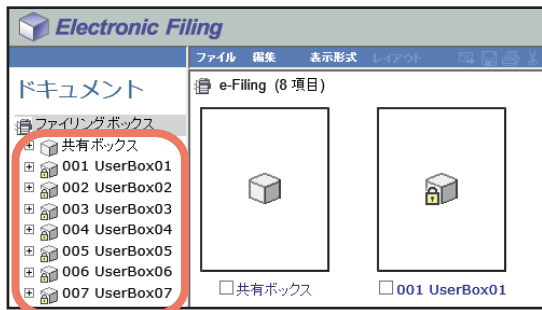 Electronic Filing
ファイル 編集 表示形式 レイアウト
ドキュメント
e-Filing (8 項目)
ファイリングボックス
共有ボックス
001 UserBox01
002 UserBox02
003 UserBox03
004 UserBox04
005 UserBox05
006 UserBox06
007 UserBox07
共有ボックス
001 UserBox01